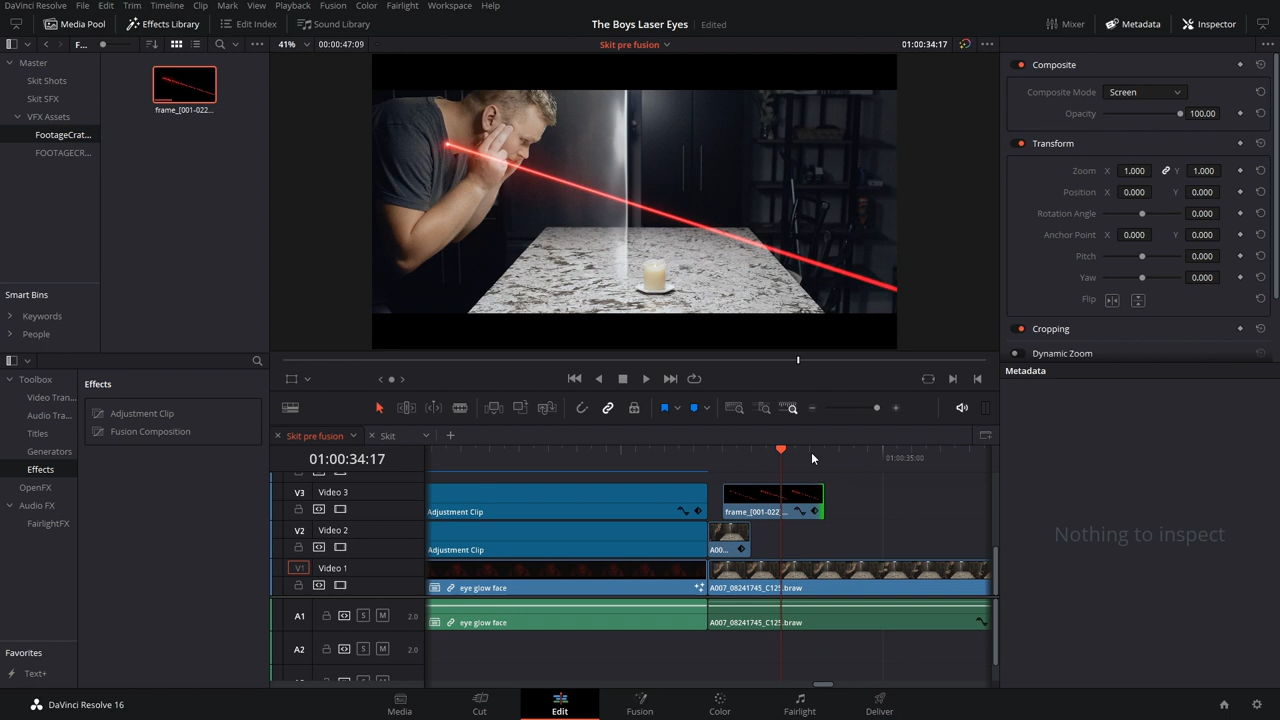 DaVinci Resolve File Edit Trim Timeline Clip Mark View Playback Fusion Color Fairlight Workspace Help
Media Pool Effects Library Edit Index Sound Library The Boys Laser Eyes Edited Mixer Metadata Inspector
F... 41% 00:00:47:09 Skit pre fusion 01:00:34:17
Master
Skit Shots
Skit SFX
VFX Assets
FootageCrat...
FOOTAGECR...
frame_[001-022...
Smart Bins
Keywords
People
Composite
Composite Mode Screen
Opacity 100.00
Transform
Zoom X 1.000 Y 1.000
Position X 0.000 Y 0.000
Rotation Angle 0.000
Anchor Point X 0.000 Y 0.000
Pitch 0.000
Yaw 0.000
Flip
Cropping
Dynamic Zoom
Metadata
Nothing to inspect
Toolbox
Video Tran...
Audio Tra...
Titles
Generators
Effects
OpenFX
Audio FX
FairlightFX
Favorites
Text+
Effects
Adjustment Clip
Fusion Composition
Skit pre fusion Skit
01:00:34:17 01:00:35:00
V3 Video 3
Adjustment Clip frame_[001-022]...
V2 Video 2
Adjustment Clip A00...
V1 Video 1
eye glow face A007_08241745_C125.braw
A1 S M 2.0
eye glow face A007_08241745_C125.braw
A2 S M 2.0
DaVinci Resolve 16 Media Cut Edit Fusion Color Fairlight Deliver